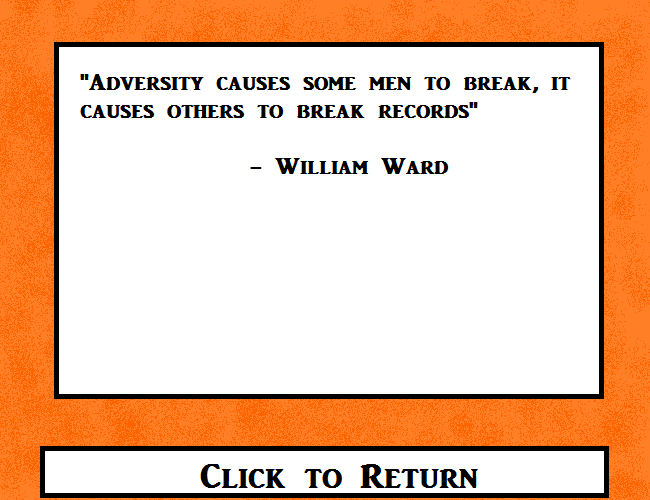 "Adversity causes some men to break, it
causes others to break records"
- William Ward
Click to Return